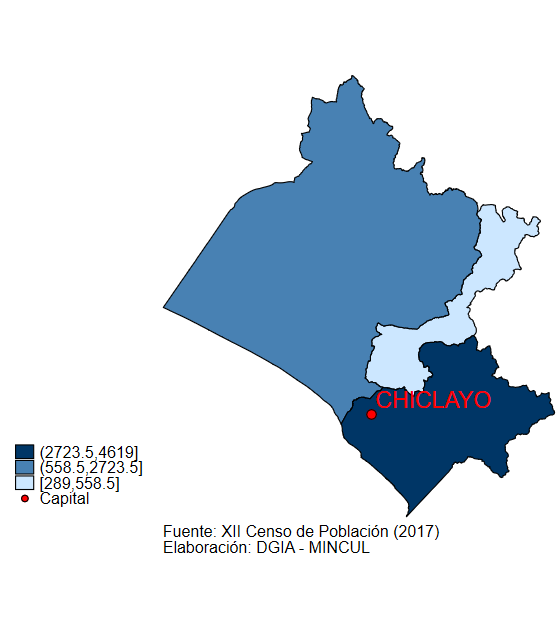 CHICLAYO
(2723.5,4619]
(558.5,2723.5]
[289,558.5]
Capital
Fuente: XII Censo de Población (2017)
Elaboración: DGIA - MINCUL